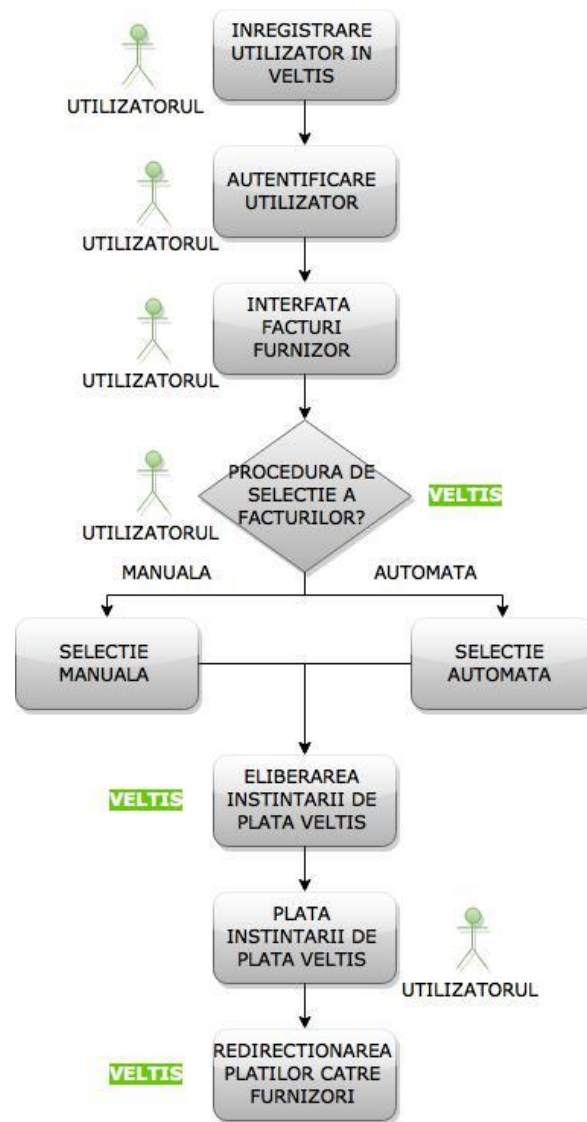 INREGISTRARE
UTILIZATOR IN
VELTIS
UTILIZATORUL
AUTENTIFICARE
UTILIZATOR
UTILIZATORUL
INTERFATA
FACTURI
FURNIZOR
UTILIZATORUL
PROCEDURA DE
SELECTIE A
FACTURILOR?
VELTIS
UTILIZATORUL
MANUALA
AUTOMATA
SELECTIE
MANUALA
SELECTIE
AUTOMATA
ELIBERAREA
INSTINTARII DE
PLATA VELTIS
VELTIS
PLATA
INSTINTARII DE
PLATA VELTIS
UTILIZATORUL
REDIRECTIONAREA
PLATILOR CATRE
FURNIZORI
VELTIS